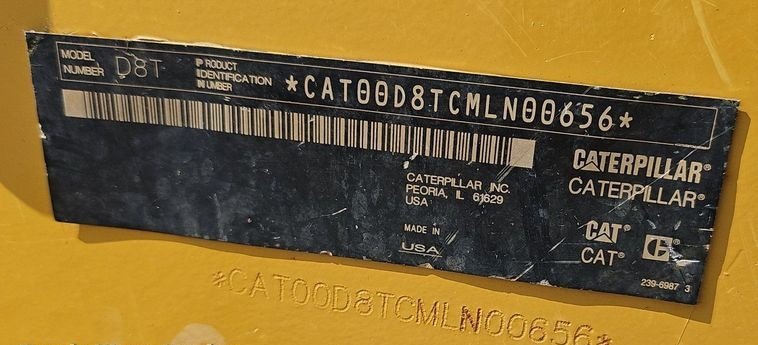 MODEL NUMBER D8T
PRODUCT IDENTIFICATION NUMBER *CAT00D8TCMLN00656*
CATERPILLAR INC.
PEORIA, IL 61629
USA
MADE IN
USA
CATERPILLAR®
CATERPILLAR®
CAT® C®
CAT®
239-6987 3
*CAT00D8TCMLN00656*